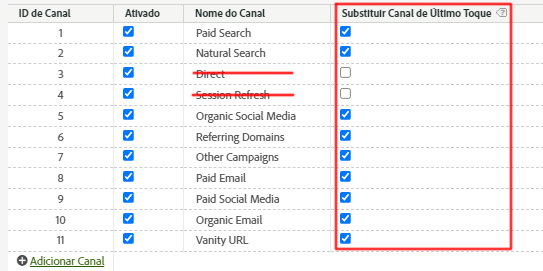 ID de Canal Ativado Nome do Canal Substituir Canal de Último Toque
1 Paid Search
2 Natural Search
3 Direct
4 Session Refresh
5 Organic Social Media
6 Referring Domains
7 Other Campaigns
8 Paid Email
9 Paid Social Media
10 Organic Email
11 Vanity URL
Adicionar Canal